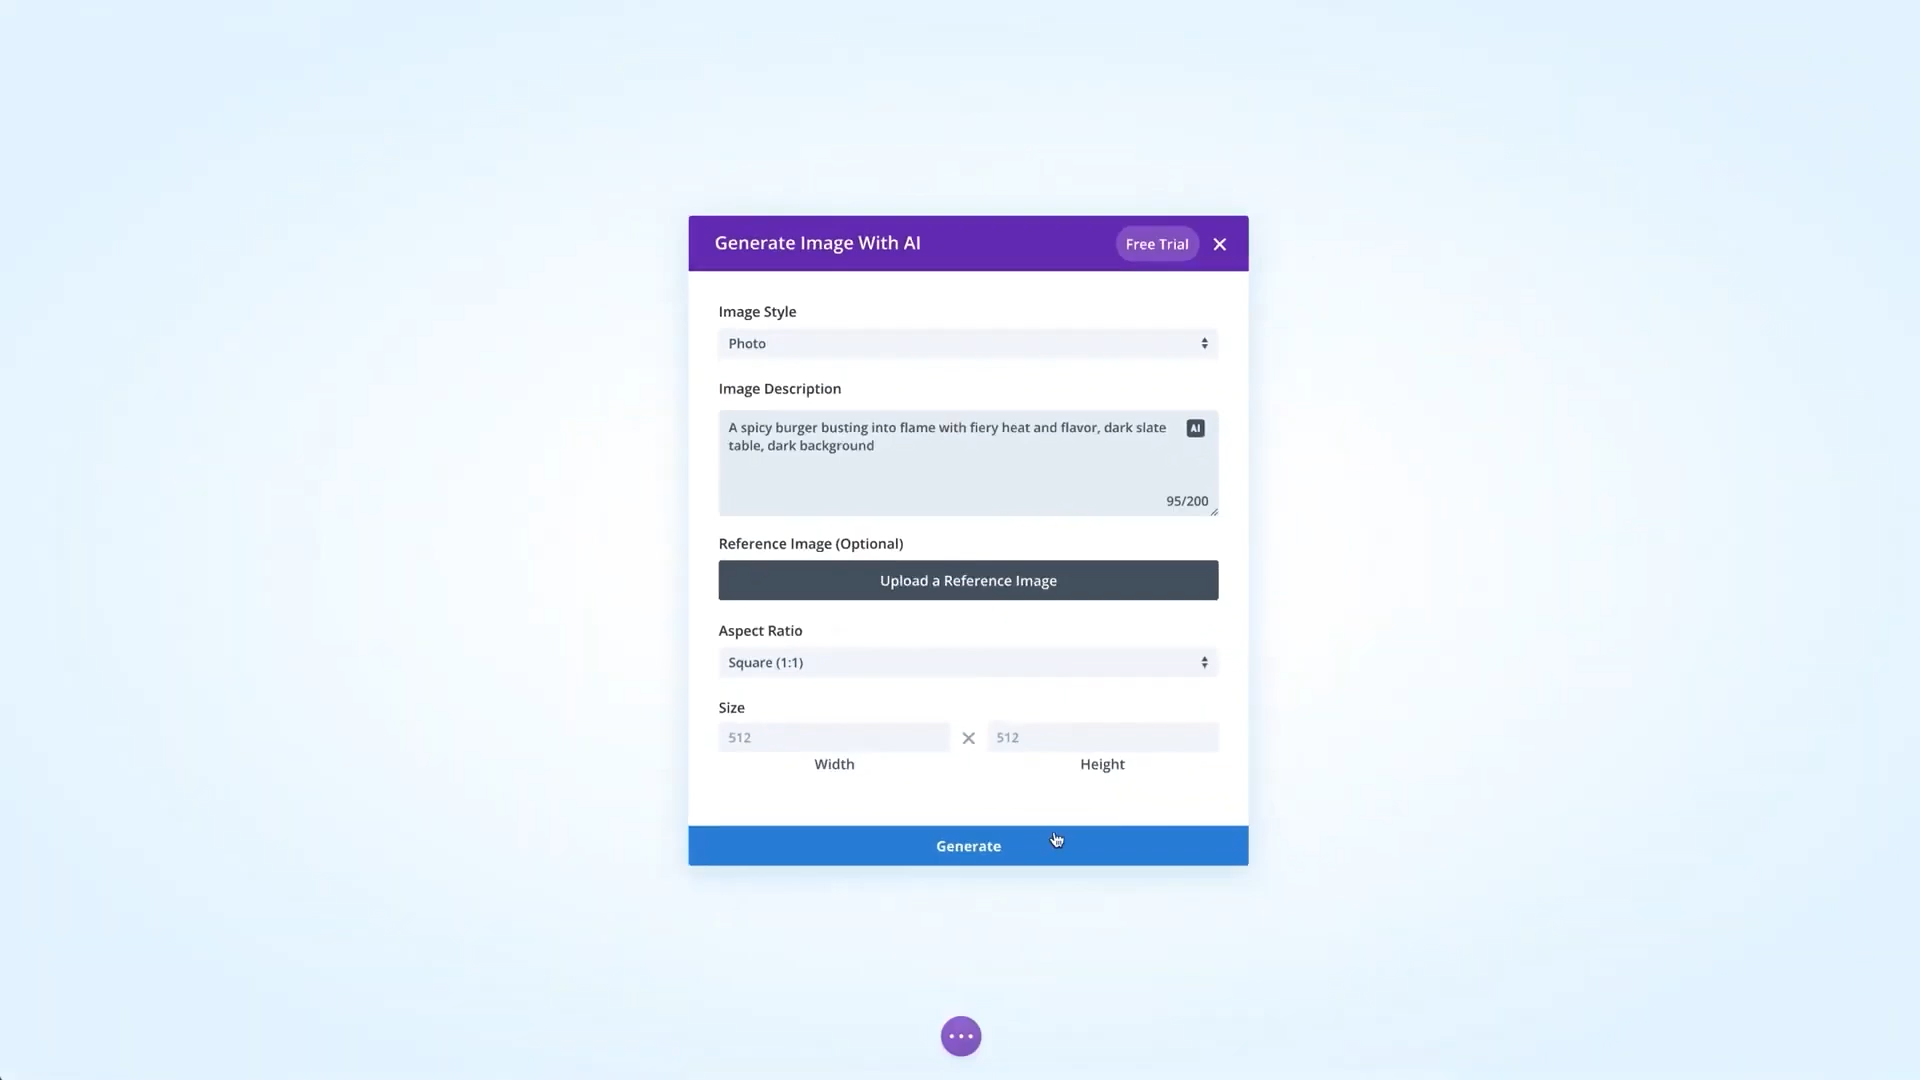 Generate Image With AI
Free Trial
Image Style
Photo
Image Description
A spicy burger busting into flame with fiery heat and flavor, dark slate
table, dark background
AI
95/200
Reference Image (Optional)
Upload a Reference Image
Aspect Ratio
Square (1:1)
Size
512
512
Width
Height
Generate